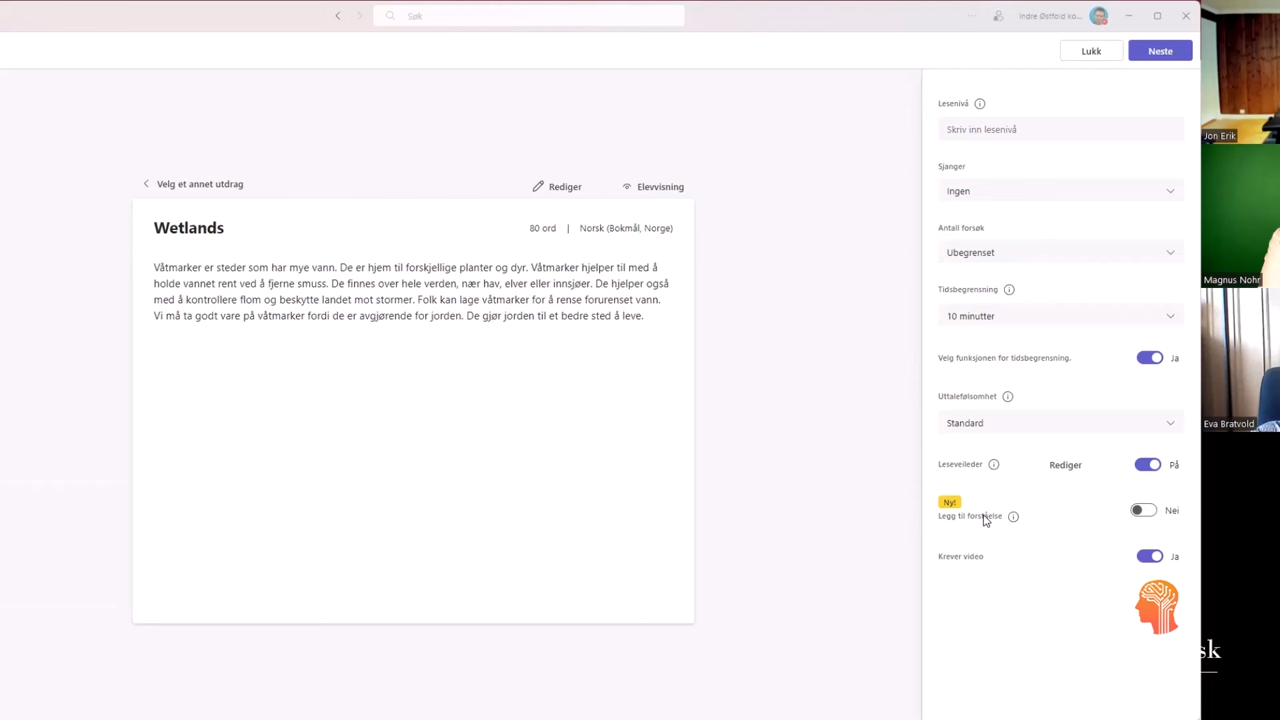 Søk
Indre Østfold ko...
Lukk
Neste
Velg et annet utdrag
Rediger
Elevvisning
Wetlands
80 ord | Norsk (Bokmål, Norge)
Våtmarker er steder som har mye vann. De er hjem til forskjellige planter og dyr. Våtmarker hjelper til med å
holde vannet rent ved å fjerne smuss. De finnes over hele verden, nær hav, elver eller innsjøer. De hjelper også
med å kontrollere flom og beskytte landet mot stormer. Folk kan lage våtmarker for å rense forurenset vann.
Vi må ta godt vare på våtmarker fordi de er avgjørende for jorden. De gjør jorden til et bedre sted å leve.
Lesenivå
Skriv inn lesenivå
Sjanger
Ingen
Antall forsøk
Ubegrenset
Tidsbegrensning
10 minutter
Velg funksjonen for tidsbegrensning.
Ja
Uttalefølsomhet
Standard
Leseveileder
Rediger
På
Ny!
Legg til forståelse
Nei
Krever video
Ja
Jon Erik
Magnus Nohr
Eva Bratvold
sk